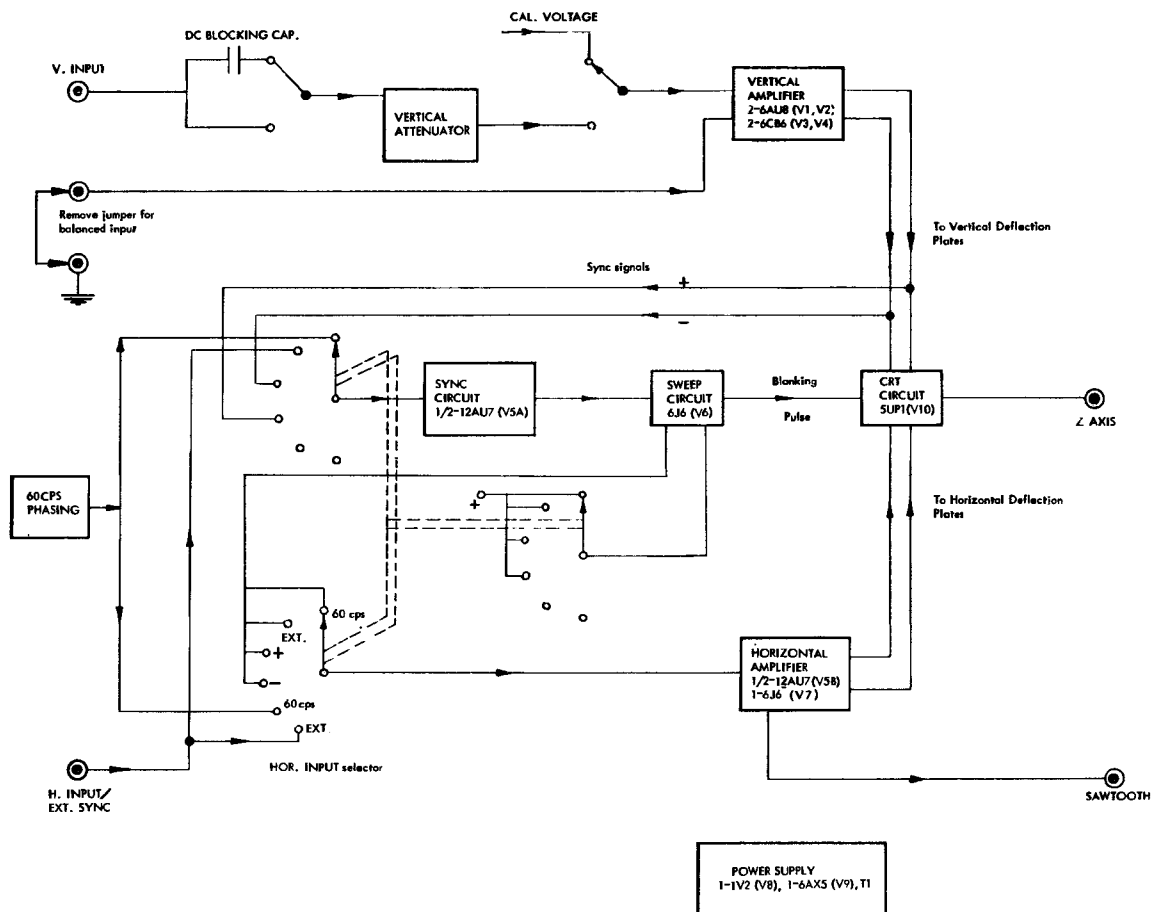 CAL. VOLTAGE
DC BLOCKING CAP.
V. INPUT
VERTICAL
ATTENUATOR
VERTICAL
AMPLIFIER
2-6AU8 (V1, V2)
2-6CB6 (V3, V4)
Remove jumper for
balanced input
To Vertical Deflection
Plates
Sync signals
+
−
SYNC
CIRCUIT
1/2-12AU7 (V5A)
SWEEP
CIRCUIT
6J6 (V6)
Blanking
Pulse
CRT
CIRCUIT
5UP1(V10)
Z AXIS
60CPS
PHASING
+
To Horizontal Deflection
Plates
60 cps
EXT.
+
−
60 cps
EXT.
HOR. INPUT selector
HORIZONTAL
AMPLIFIER
1/2-12AU7(V5B)
1-6J6 (V7)
H. INPUT/
EXT. SYNC
SAWTOOTH
POWER SUPPLY
1-1V2 (V8), 1-6AX5 (V9), T1